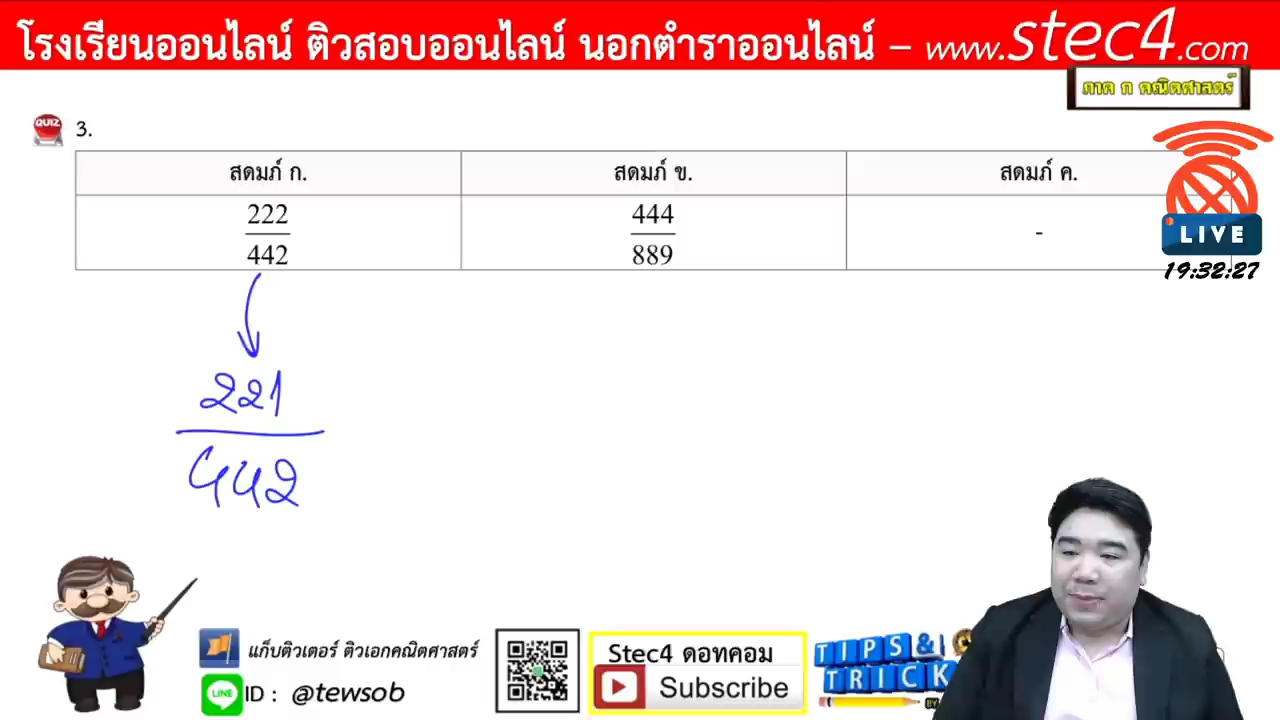 โรงเรียนออนไลน์ ติวสอบออนไลน์ นอกตำราออนไลน์ – www.stec4.com
ภาค ก คณิตศาสตร์
QUIZ 3.
สดมภ์ ก. สดมภ์ ข. สดมภ์ ค.
222 444
442 889 -
LIVE
19:32:27
221
442
แก็บติวเตอร์ ติวเอกคณิตศาสตร์
LINE ID : @tewsob
Stec4 ดอทคอม
Subscribe
TIPS &
TRICK
BY